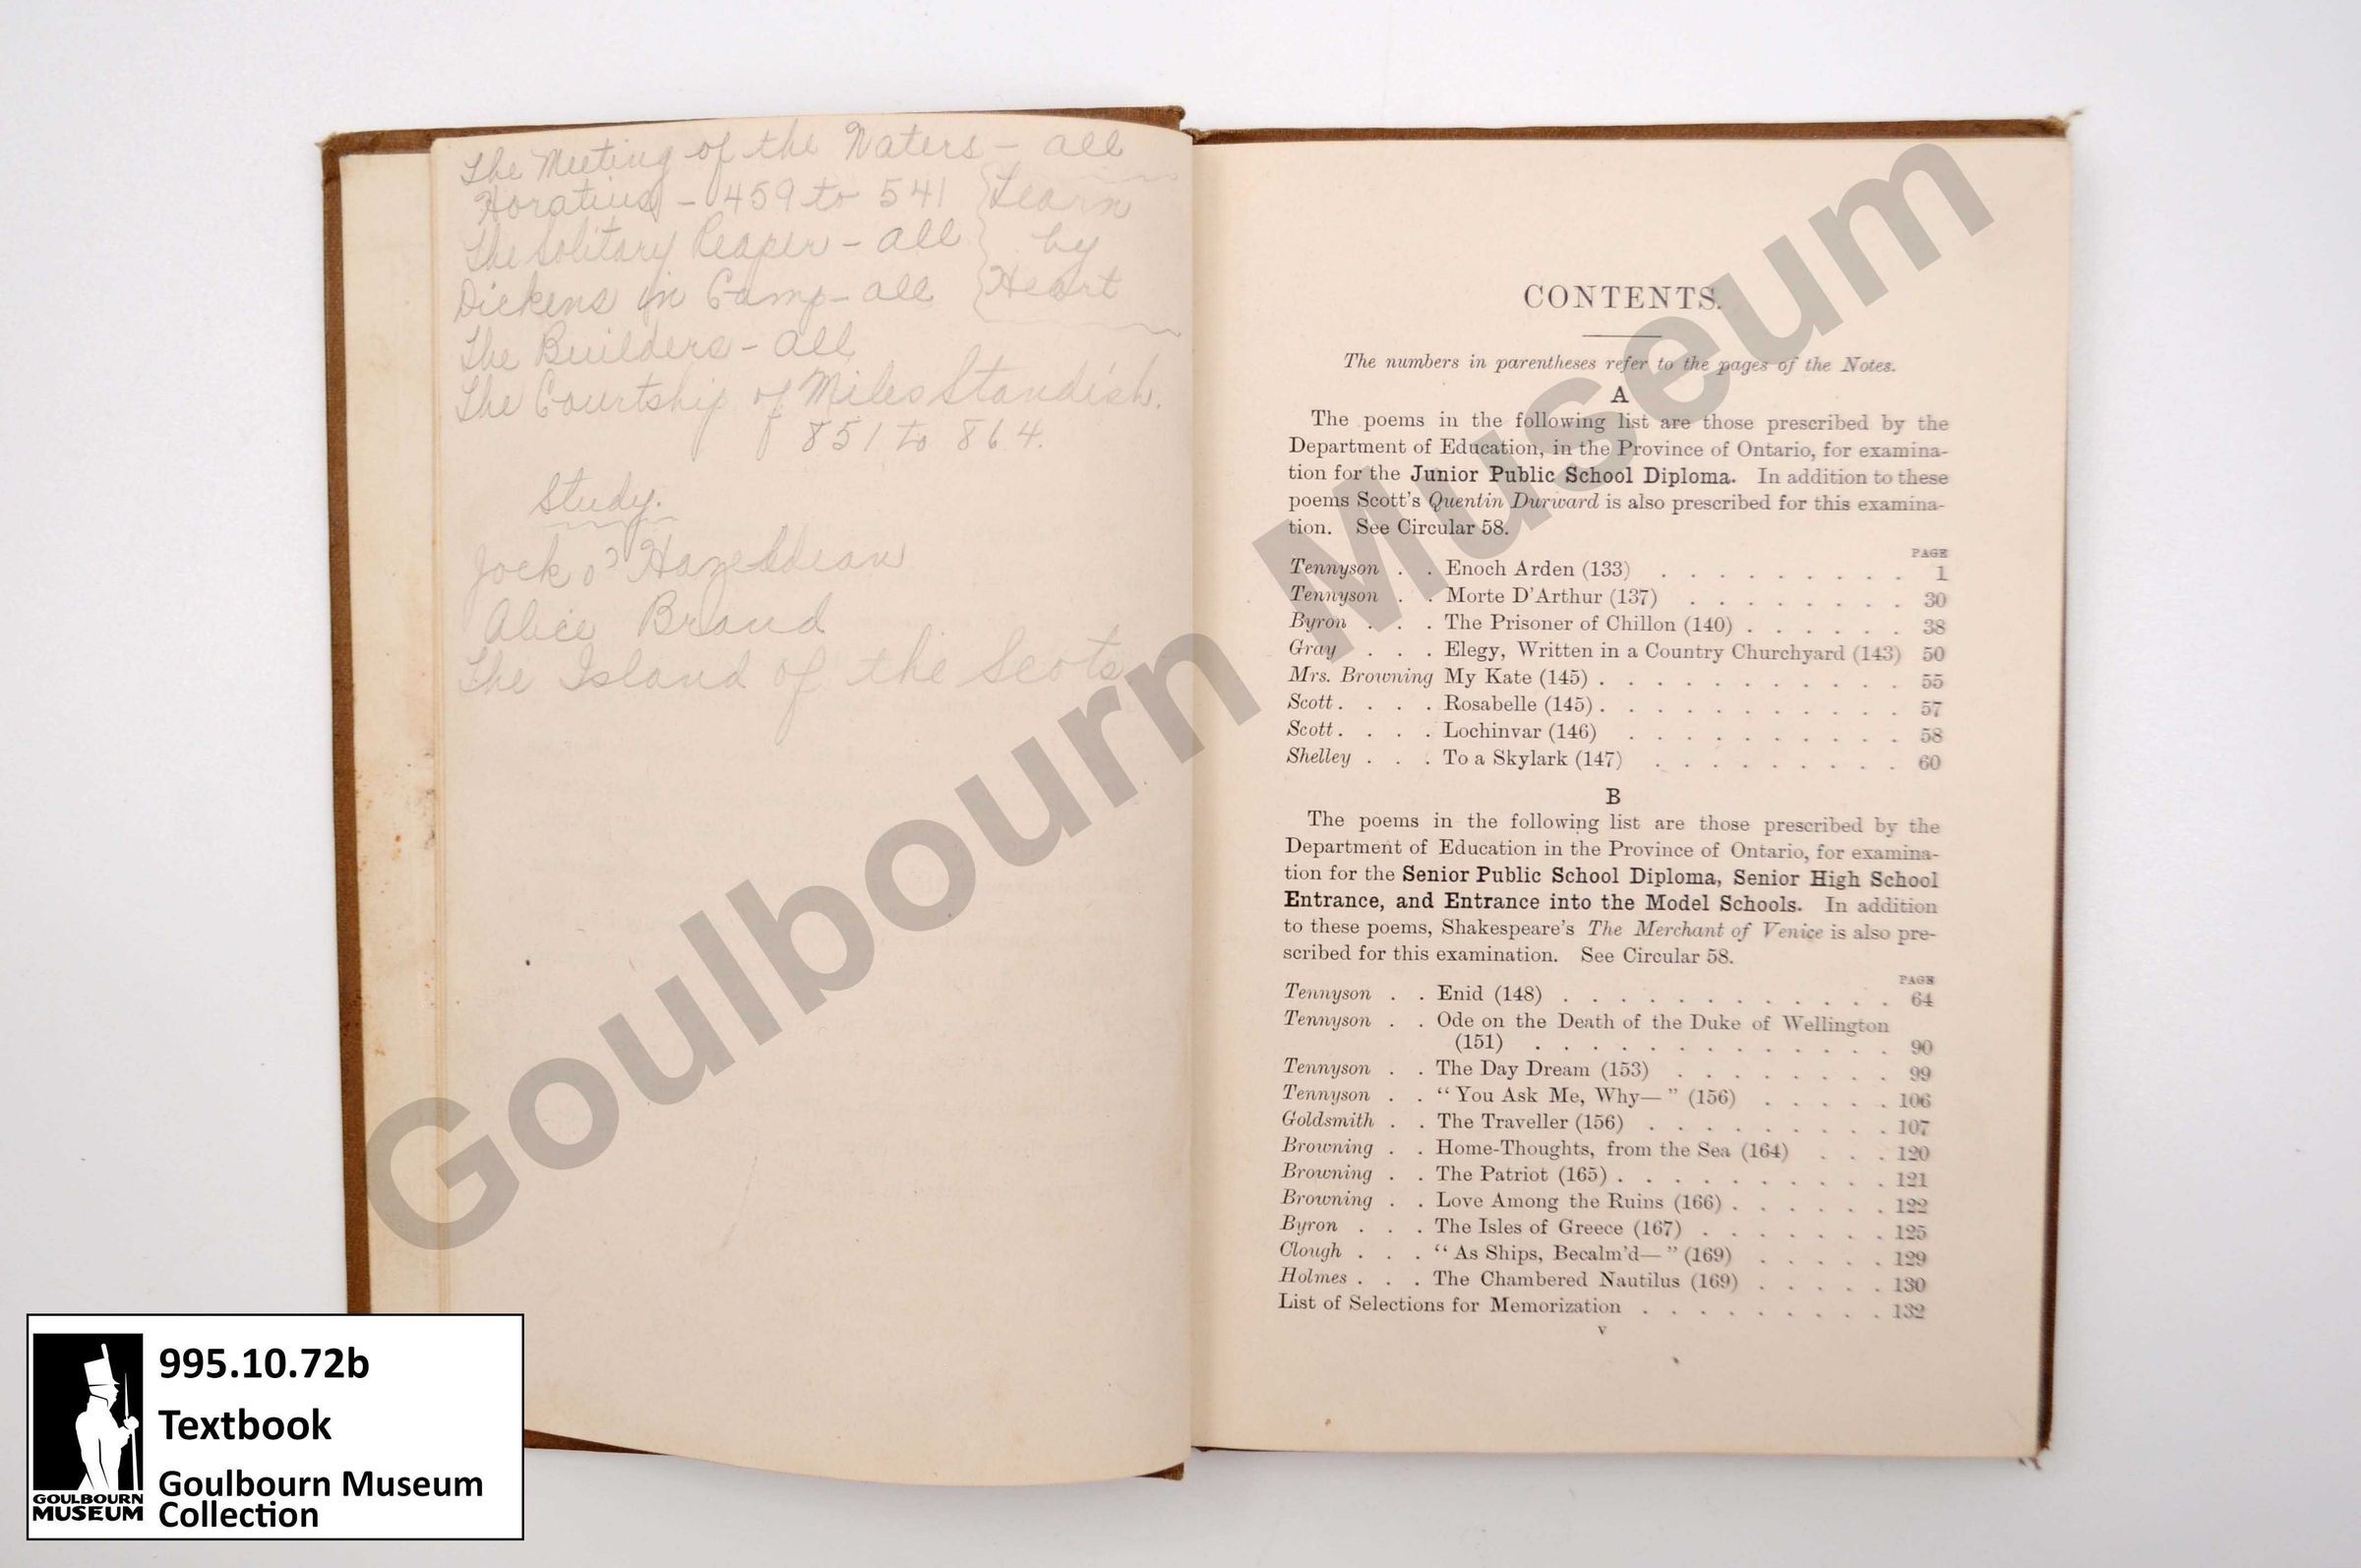 The Meeting of the Waters - all
Horatius - 459 to 541
The Solitary Reaper - all
Dickens in Camp - all
Learn
by
Heart
The Builders - all
The Courtship of Miles Standish.
851 to 864.
Study.
Jock o' Hazeldean
Alice Brand
The Island of the Scots
CONTENTS.
The numbers in parentheses refer to the pages of the Notes.
A
The poems in the following list are those prescribed by the
Department of Education, in the Province of Ontario, for examina-
tion for the Junior Public School Diploma. In addition to these
poems Scott's Quentin Durward is also prescribed for this examina-
tion. See Circular 58.
PAGE
Tennyson . . Enoch Arden (133) . . . . . . . . . 1
Tennyson . . Morte D'Arthur (137) . . . . . . . . 30
Byron . . . The Prisoner of Chillon (140) . . . . . . 38
Gray . . . Elegy, Written in a Country Churchyard (143) 50
Mrs. Browning My Kate (145) . . . . . . . . . . . 55
Scott . . . . Rosabelle (145) . . . . . . . . . . . 57
Scott . . . . Lochinvar (146) . . . . . . . . . . 58
Shelley . . . To a Skylark (147) . . . . . . . . . 60
B
The poems in the following list are those prescribed by the
Department of Education in the Province of Ontario, for examina-
tion for the Senior Public School Diploma, Senior High School
Entrance, and Entrance into the Model Schools. In addition
to these poems, Shakespeare's The Merchant of Venice is also pre-
scribed for this examination. See Circular 58.
PAGE
Tennyson . . Enid (148) . . . . . . . . . . . . 64
Tennyson . . Ode on the Death of the Duke of Wellington
(151) . . . . . . . . . . . . . 90
Tennyson . . The Day Dream (153) . . . . . . . . 99
Tennyson . . “You Ask Me, Why—” (156) . . . . . 106
Goldsmith . . The Traveller (156) . . . . . . . . . 107
Browning . . Home-Thoughts, from the Sea (164) . . . 120
Browning . . The Patriot (165) . . . . . . . . . . 121
Browning . . Love Among the Ruins (166) . . . . . . 122
Byron . . . The Isles of Greece (167) . . . . . . . 125
Clough . . . “As Ships, Becalm'd—” (169) . . . . . 129
Holmes . . . The Chambered Nautilus (169) . . . . . 130
List of Selections for Memorization . . . . . . . . . 132
v
Goulbourn Museum
995.10.72b
Textbook
Goulbourn Museum
Collection
GOULBOURN
MUSEUM